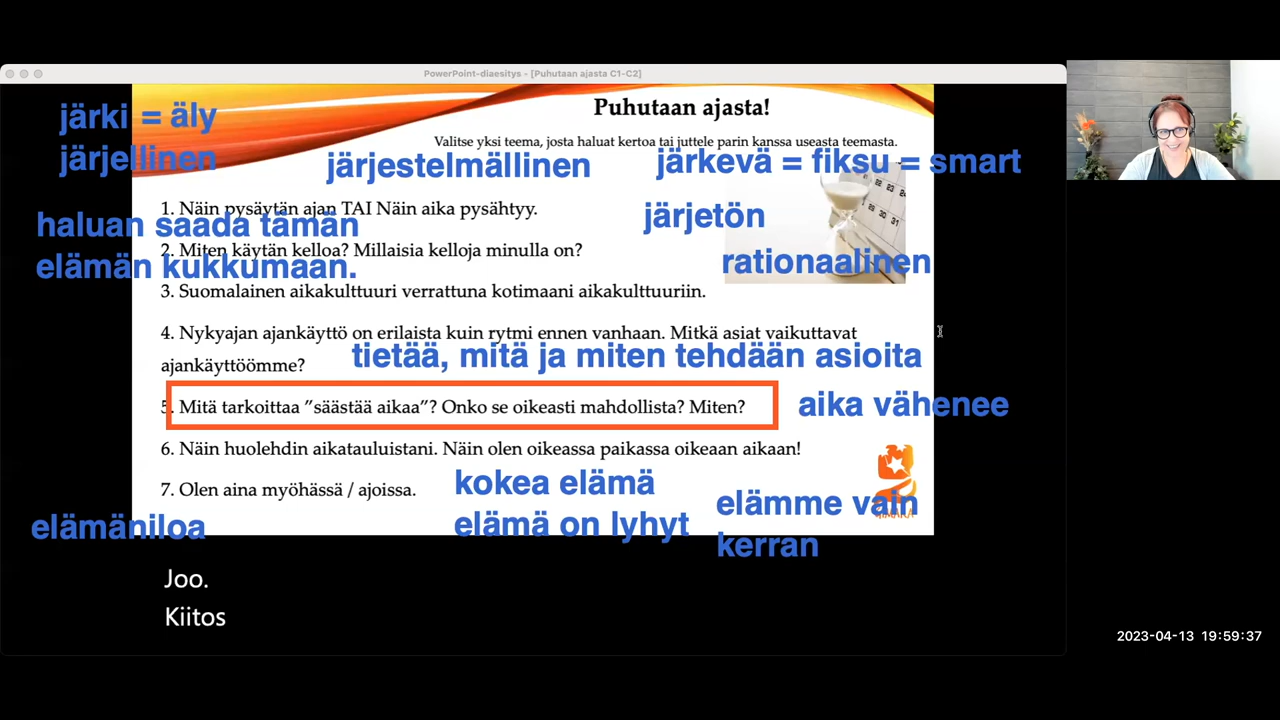 PowerPoint-diaesitys - [Puhutaan ajasta C1-C2]
Puhutaan ajasta!
Valitse yksi teema, josta haluat kertoa tai juttele parin kanssa useasta teemasta.
järki = äly
järjellinen
järjestelmällinen
järkevä = fiksu = smart
järjetön
rationaalinen
1. Näin pysäytän ajan TAI Näin aika pysähtyy.
haluan saada tämän
elämän kukkumaan.
2. Miten käytän kelloa? Millaisia kelloja minulla on?
3. Suomalainen aikakulttuuri verrattuna kotimaani aikakulttuuriin.
4. Nykyajan ajankäyttö on erilaista kuin rytmi ennen vanhaan. Mitkä asiat vaikuttavat
ajankäyttöömme?
tietää, mitä ja miten tehdään asioita
5. Mitä tarkoittaa ”säästää aikaa”? Onko se oikeasti mahdollista? Miten?
aika vähenee
6. Näin huolehdin aikatauluistani. Näin olen oikeassa paikassa oikeaan aikaan!
7. Olen aina myöhässä / ajoissa.
kokea elämä
elämä on lyhyt
elämme vain
kerran
elämäniloa
Joo.
Kiitos
2023-04-13 19:59:37